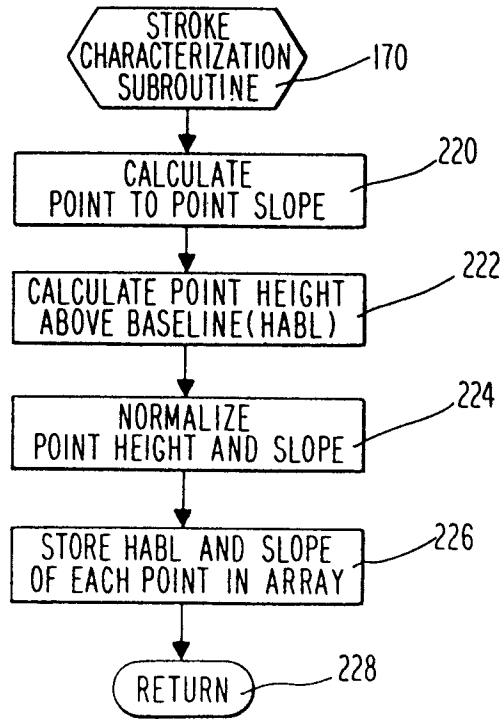 STROKE
CHARACTERIZATION
SUBROUTINE
170
CALCULATE
POINT TO POINT SLOPE
220
CALCULATE POINT HEIGHT
ABOVE BASELINE(HABL)
222
NORMALIZE
POINT HEIGHT AND SLOPE
224
STORE HABL AND SLOPE
OF EACH POINT IN ARRAY
226
RETURN
228